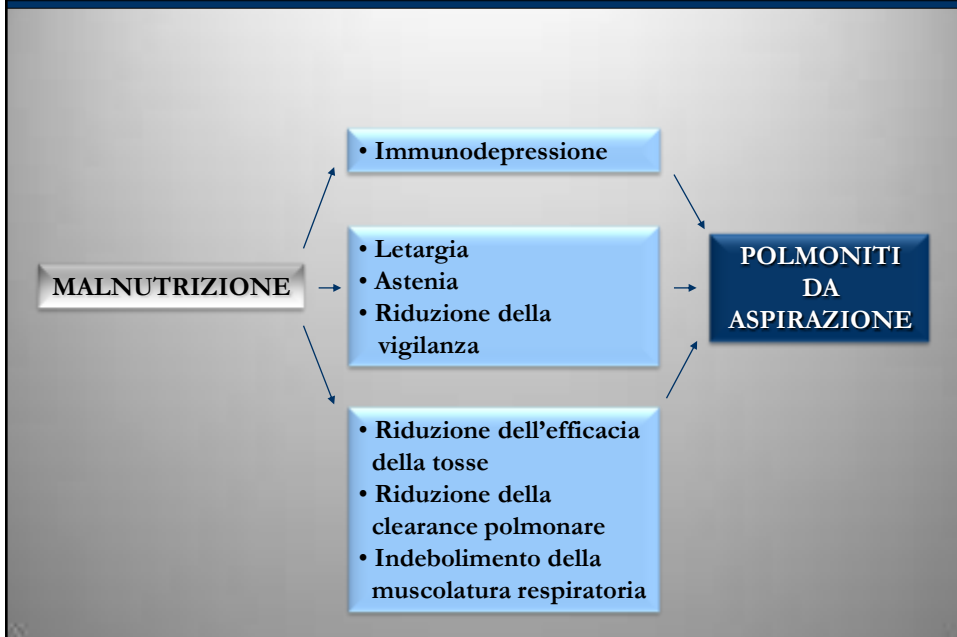 • Immunodepressione
MALNUTRIZIONE
• Letargia
• Astenia
• Riduzione della
vigilanza
• Riduzione dell’efficacia
della tosse
• Riduzione della
clearance polmonare
• Indebolimento della
muscolatura respiratoria
POLMONITI
DA
ASPIRAZIONE